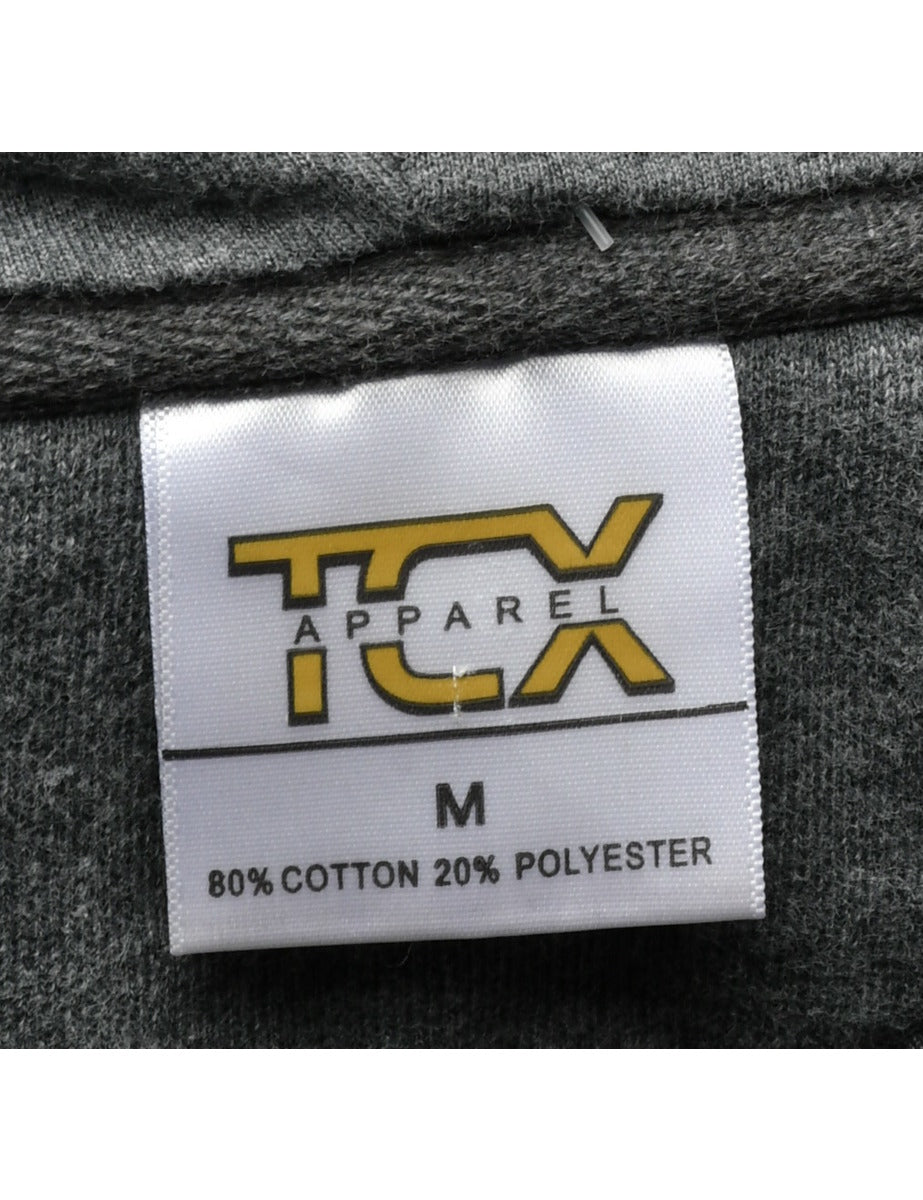 TCX
APPAREL
M
80% COTTON 20% POLYESTER